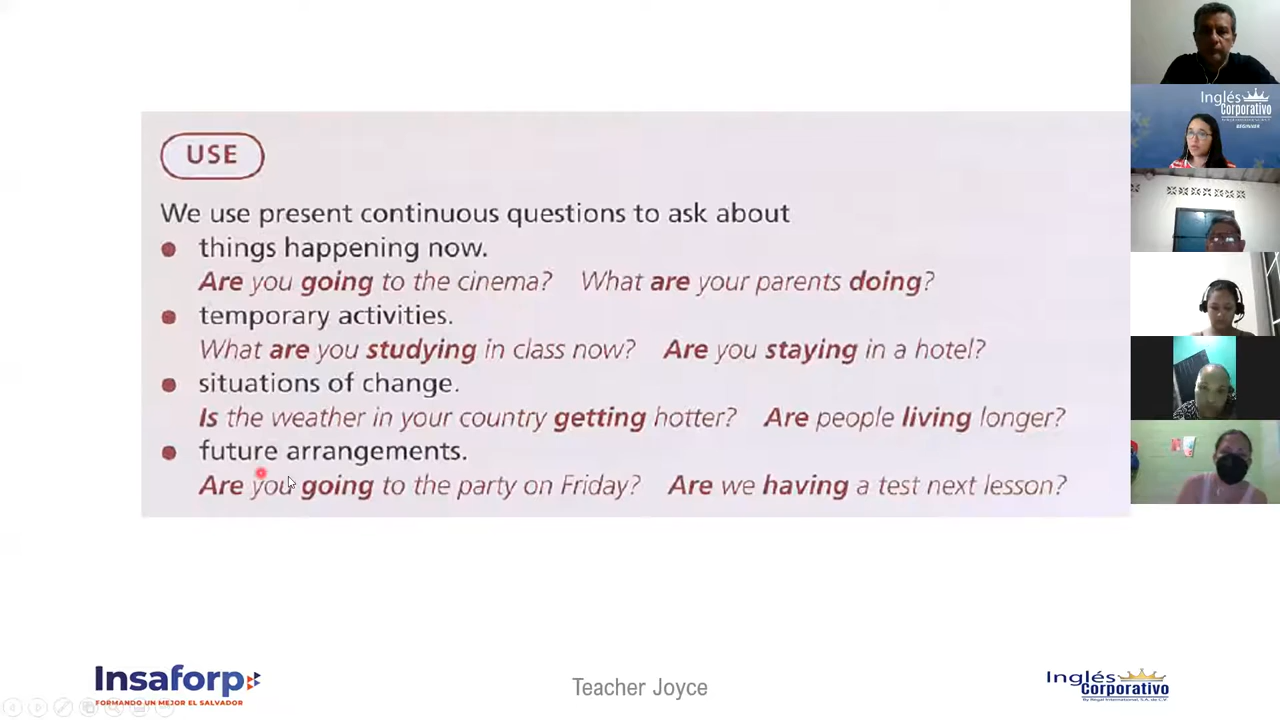 USE
We use present continuous questions to ask about
things happening now.
Are you going to the cinema? What are your parents doing?
temporary activities.
What are you studying in class now? Are you staying in a hotel?
situations of change.
Is the weather in your country getting hotter? Are people living longer?
future arrangements.
Are you going to the party on Friday? Are we having a test next lesson?
Inglés
Corporativo
BEGINNER
Insaforp
FORMANDO UN MEJOR EL SALVADOR
Teacher Joyce
Inglés
Corporativo
By Regal International, S.A. de C.V.